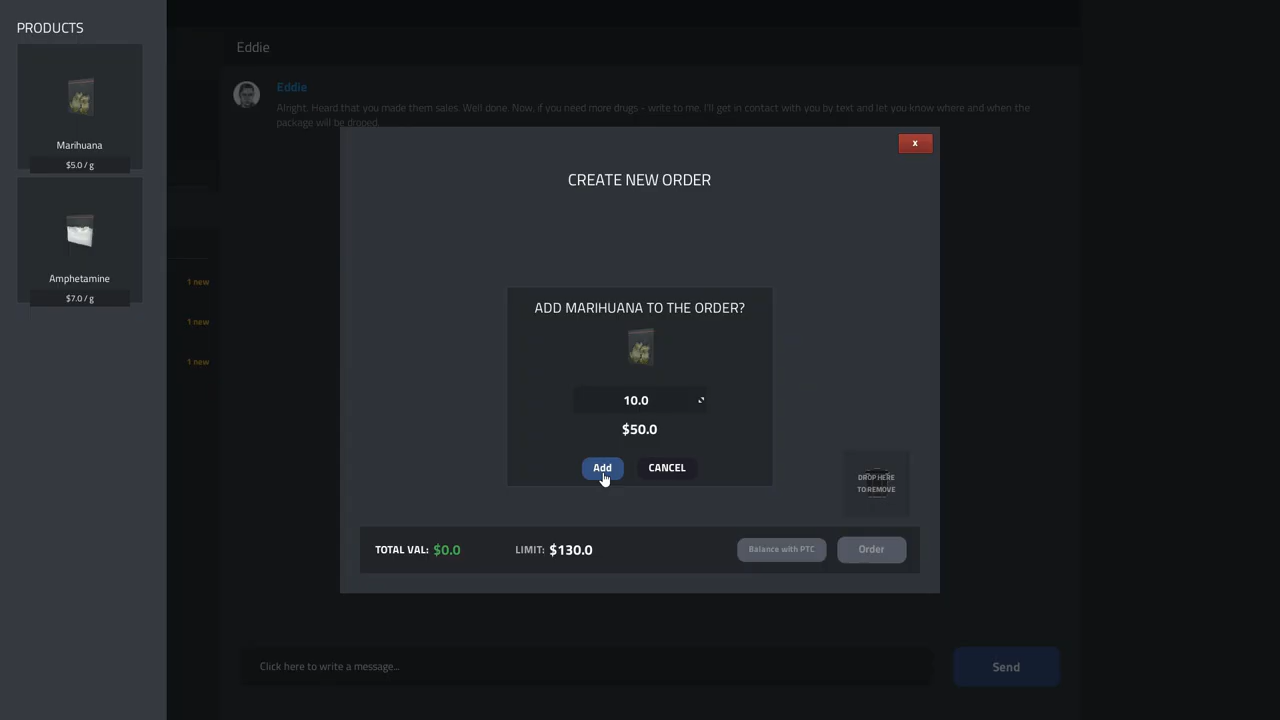 PRODUCTS
Marihuana
$5.0 / g
Amphetamine
$7.0 / g
1 new
1 new
1 new
Eddie
Eddie
Alright. Heard that you made them sales. Well done. Now, if you need more drugs - write to me. I'll get in contact with you by text and let you know where and when the
package will be droped.
x
CREATE NEW ORDER
ADD MARIHUANA TO THE ORDER?
10.0
$50.0
Add
CANCEL
DROP HERE
TO REMOVE
TOTAL VAL: $0.0
LIMIT: $130.0
Balance with PTC
Order
Click here to write a message...
Send